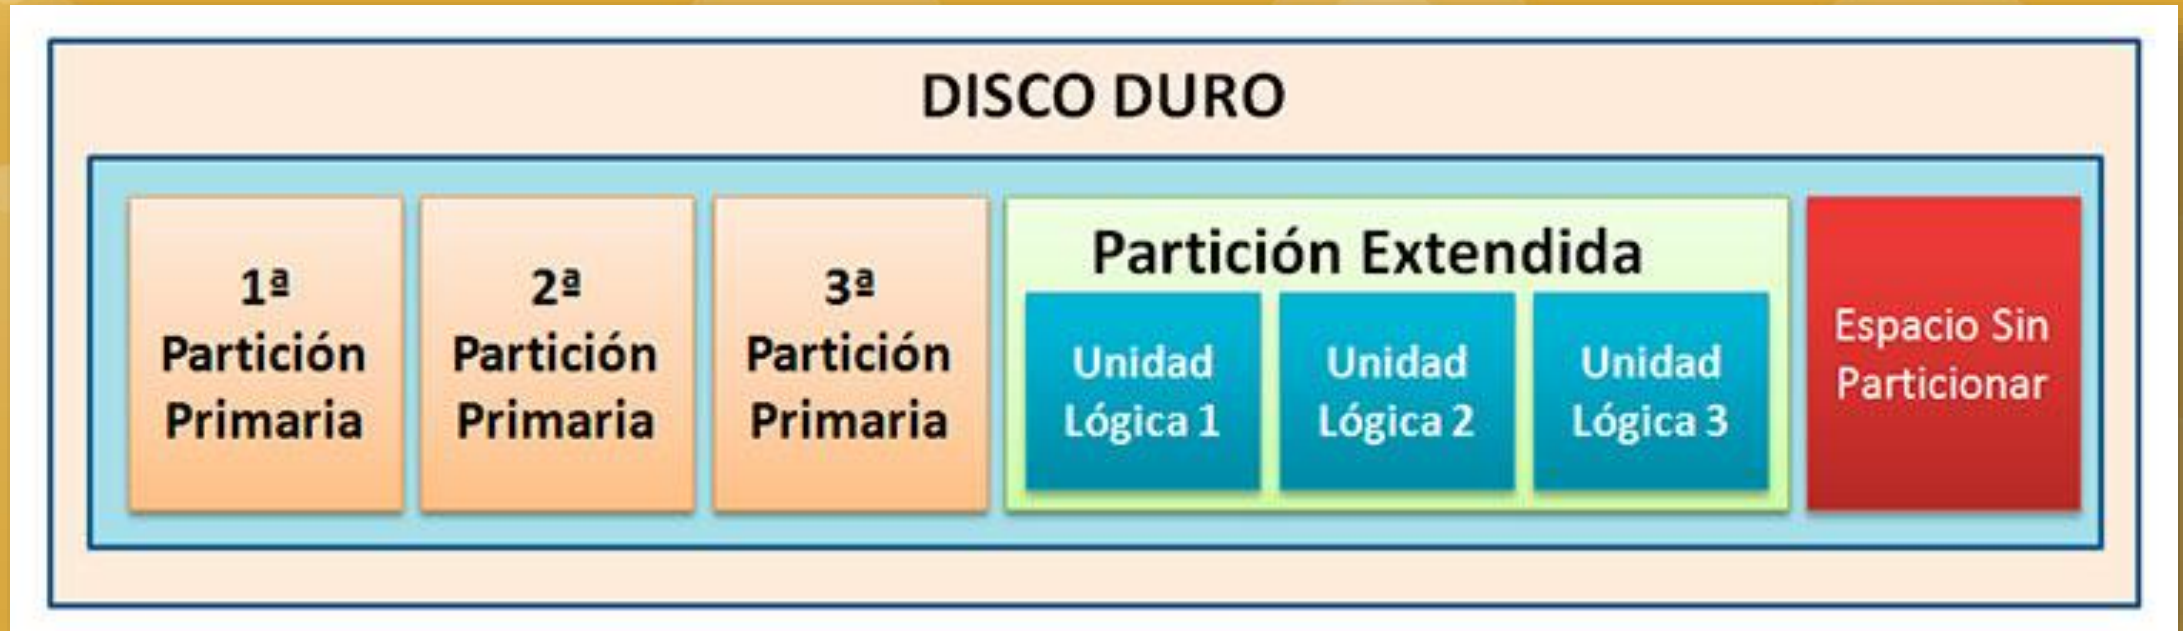 DISCO DURO
1ª
Partición
Primaria
2ª
Partición
Primaria
3ª
Partición
Primaria
Partición Extendida
Unidad
Lógica 1
Unidad
Lógica 2
Unidad
Lógica 3
Espacio Sin
Particionar